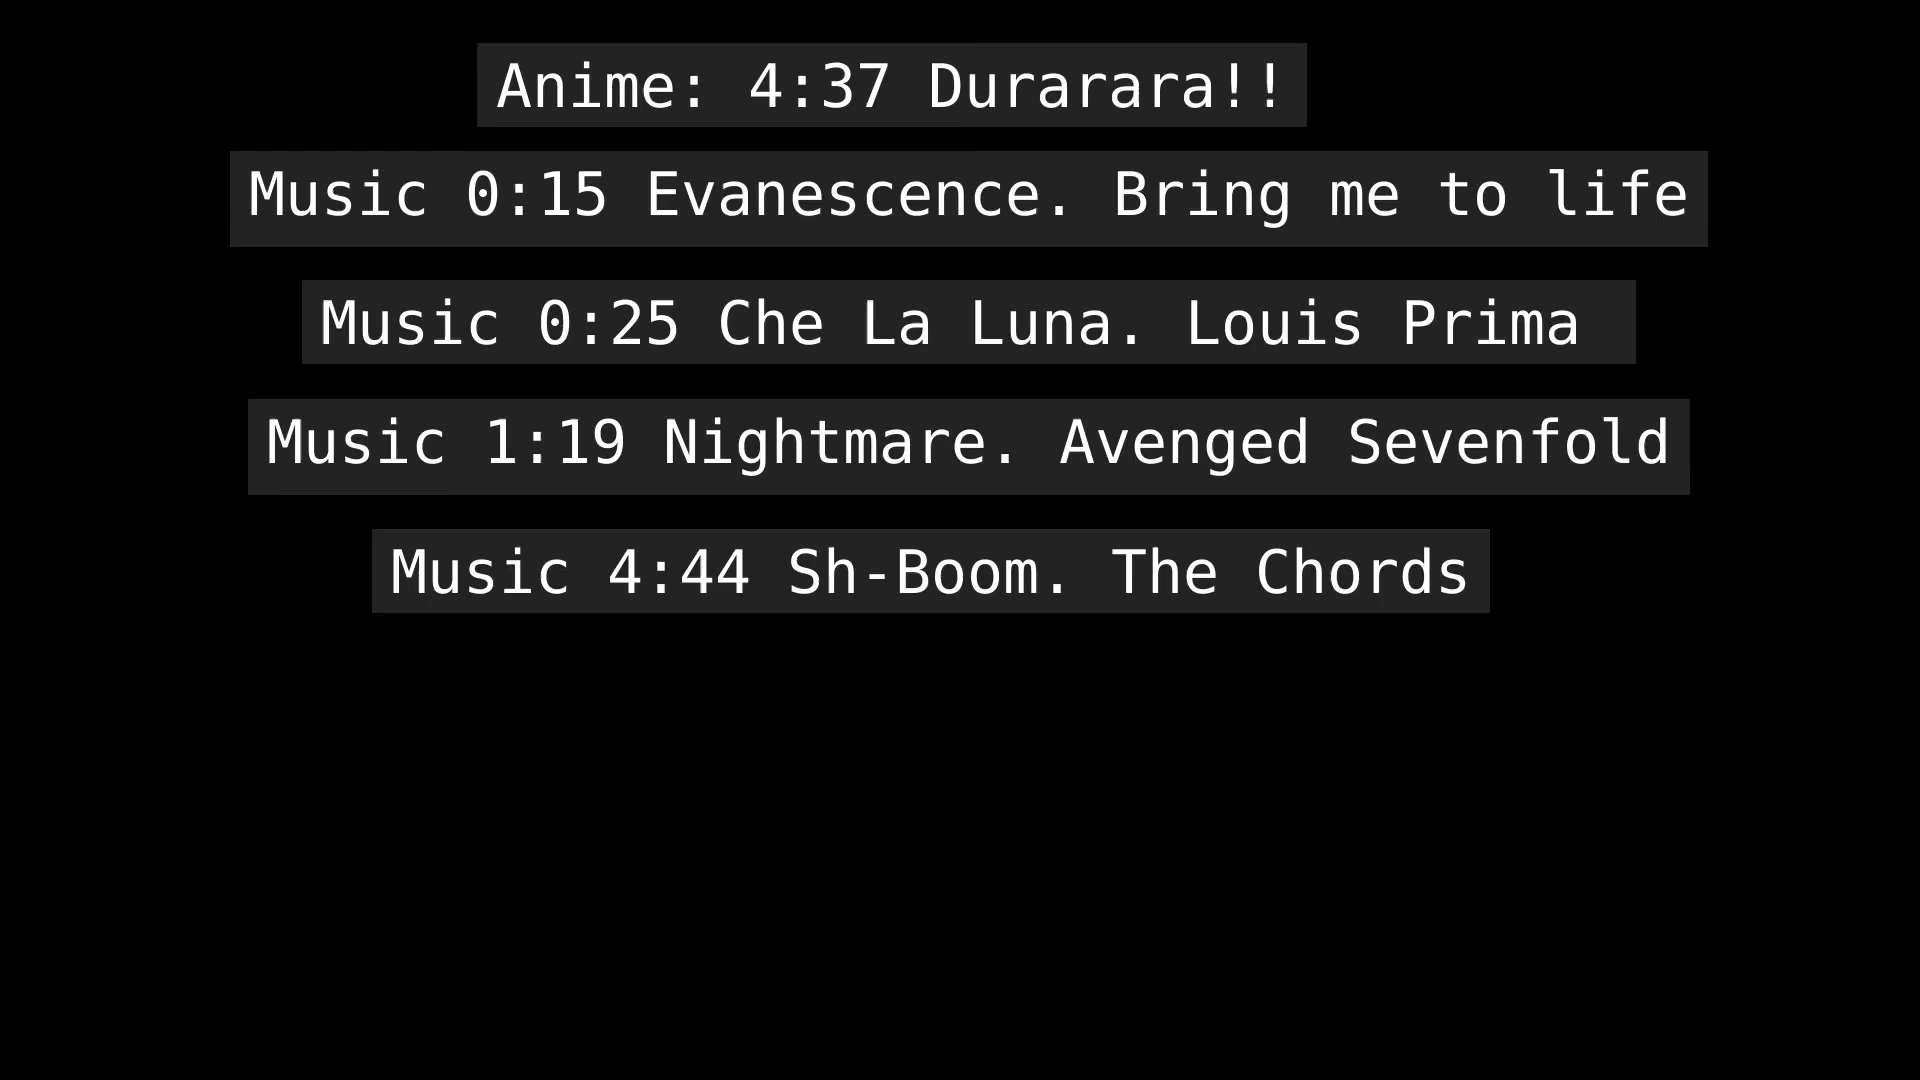 Anime: 4:37 Durarara!!
Music 0:15 Evanescence. Bring me to life
Music 0:25 Che La Luna. Louis Prima
Music 1:19 Nightmare. Avenged Sevenfold
Music 4:44 Sh-Boom. The Chords